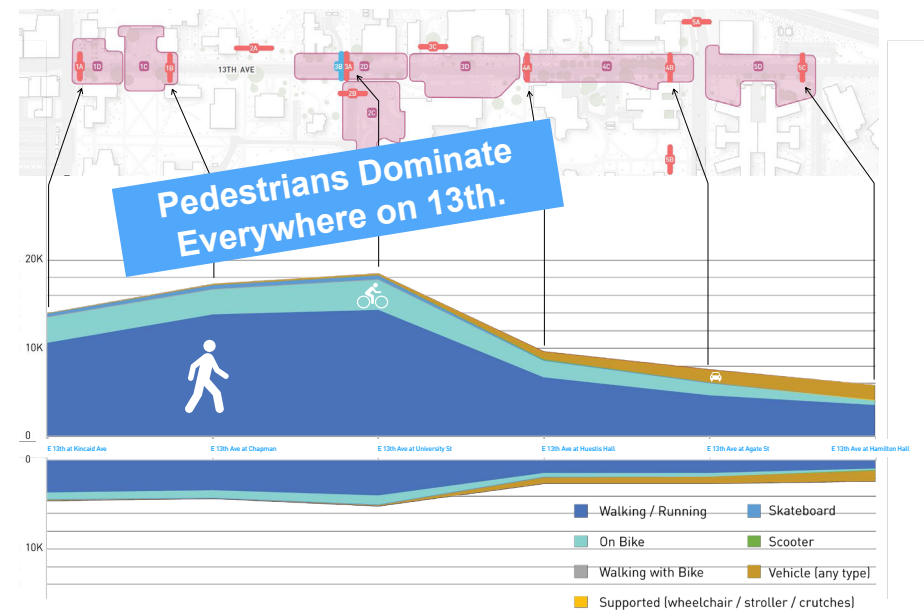 5A
3C
2A
1A
1D
1C
1B
13TH AVE
3B
3A
2D
3D
4A
4C
4B
5D
5C
2B
2C
5B
Pedestrians Dominate
Everywhere on 13th.
20K
10K
0
E 13th at Kincaid Ave
E 13th Ave at Chapman
E 13th Ave at University St
E 13th Ave at Huestis Hall
E 13th Ave at Agate St
E 13th Ave at Hamilton Hall
0
10K
Walking / Running
Skateboard
On Bike
Scooter
Walking with Bike
Vehicle (any type)
Supported (wheelchair / stroller / crutches)